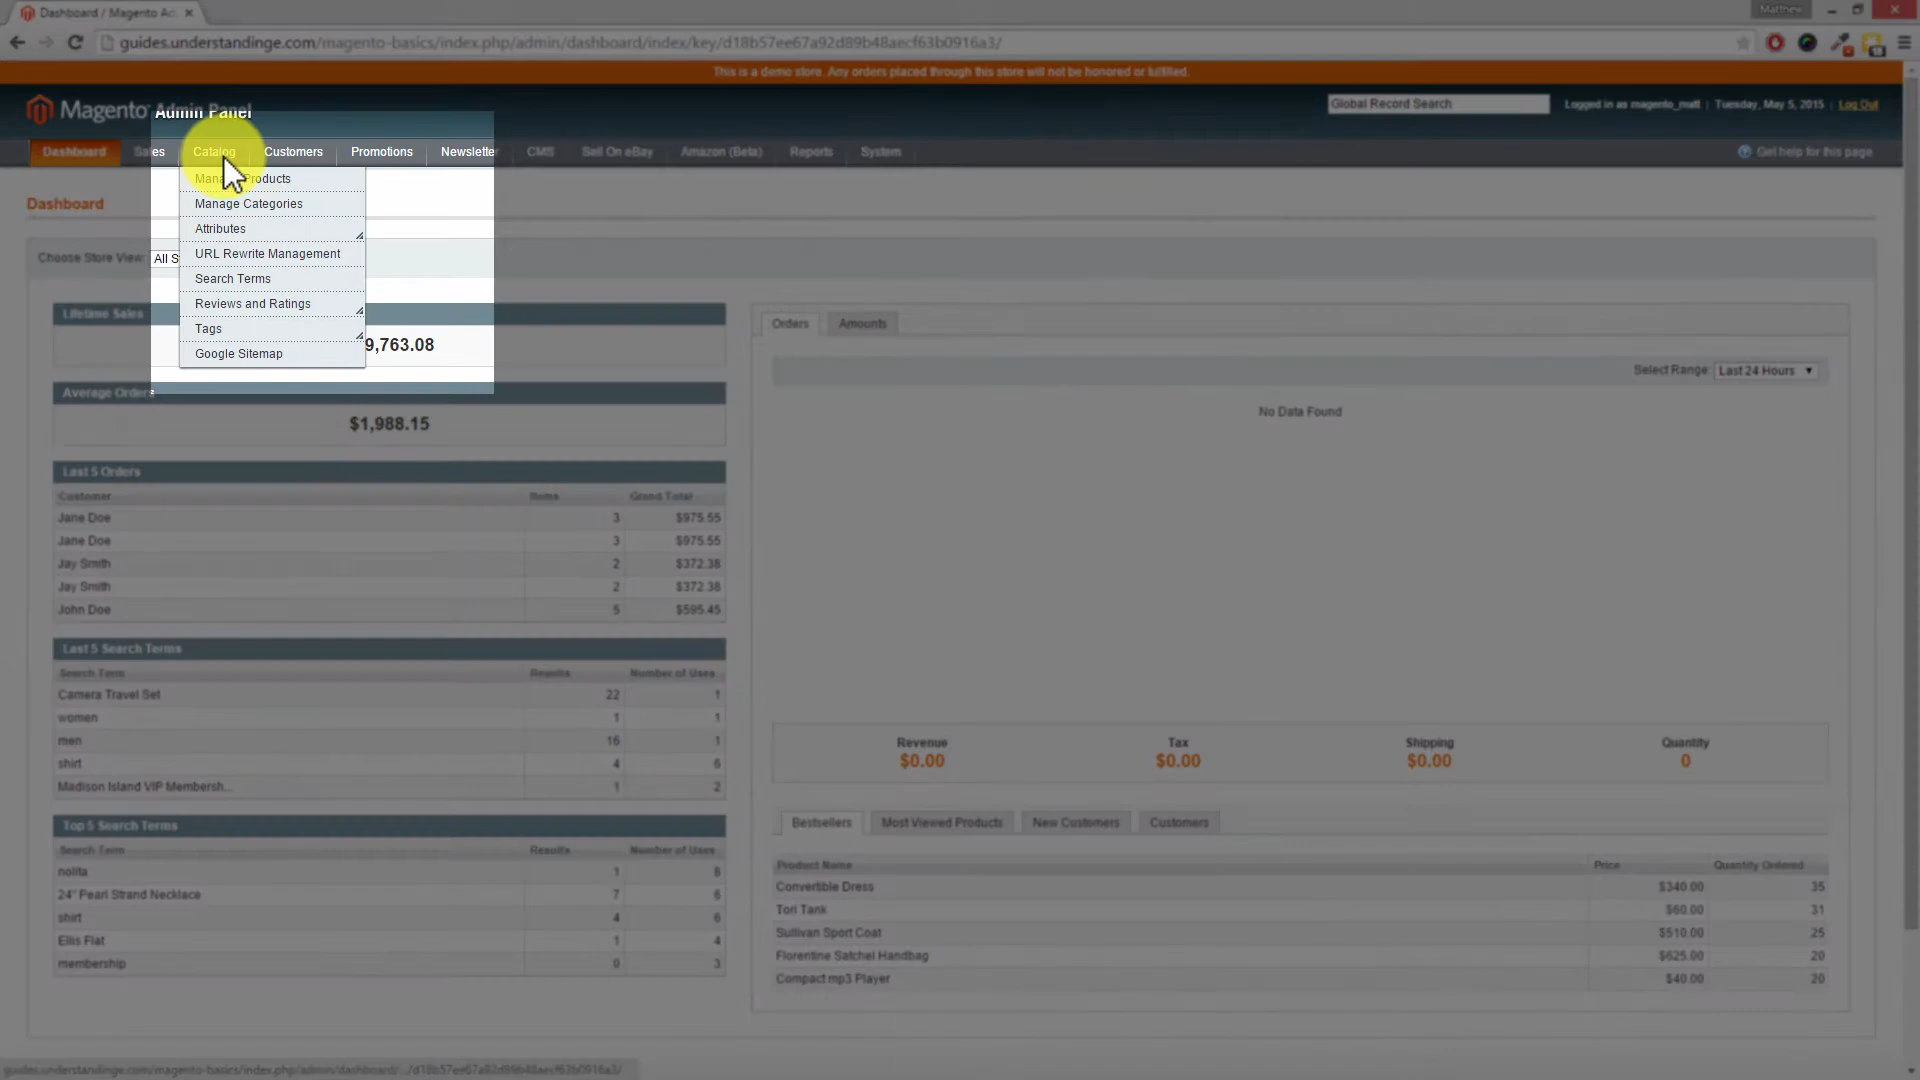 Dashboard / Magento Ad
Matthew
guides.understandinge.com/magento-basics/index.php/admin/dashboard/index/key/d18b57ee67a92d89b48aecf63b0916a3/
This is a demo store. Any orders placed through this store will not be honored or fulfilled.
Magento Admin Panel
Global Record Search
Logged in as magento_matt | Tuesday, May 5, 2015 | Log Out
Dashboard Sales Catalog Customers Promotions Newsletter CMS Sell On eBay Amazon (Beta) Reports System
Get help for this page
Manage Products
Manage Categories
Attributes
URL Rewrite Management
Search Terms
Reviews and Ratings
Tags
Google Sitemap
Dashboard
Choose Store View: All S
Lifetime Sales
9,763.08
Average Orders
$1,988.15
Last 5 Orders
Customer Items Grand Total
Jane Doe 3 $975.55
Jane Doe 3 $975.55
Jay Smith 2 $372.38
Jay Smith 2 $372.38
John Doe 5 $595.45
Last 5 Search Terms
Search Term Results Number of Uses
Camera Travel Set 22 1
women 1 1
men 16 1
shirt 4 6
Madison Island VIP Membersh... 1 2
Top 5 Search Terms
Search Term Results Number of Uses
nolita 1 8
24" Pearl Strand Necklace 7 6
shirt 4 6
Ellis Flat 1 4
membership 0 3
Orders Amounts
Select Range: Last 24 Hours
No Data Found
Revenue Tax Shipping Quantity
$0.00 $0.00 $0.00 0
Bestsellers Most Viewed Products New Customers Customers
Product Name Price Quantity Ordered
Convertible Dress $340.00 35
Tori Tank $60.00 31
Sullivan Sport Coat $510.00 25
Florentine Satchel Handbag $625.00 20
Compact mp3 Player $40.00 20
guides.understandinge.com/magento-basics/index.php/admin/dashboard/.../d18b57ee67a92d89b48aecf63b0916a3/